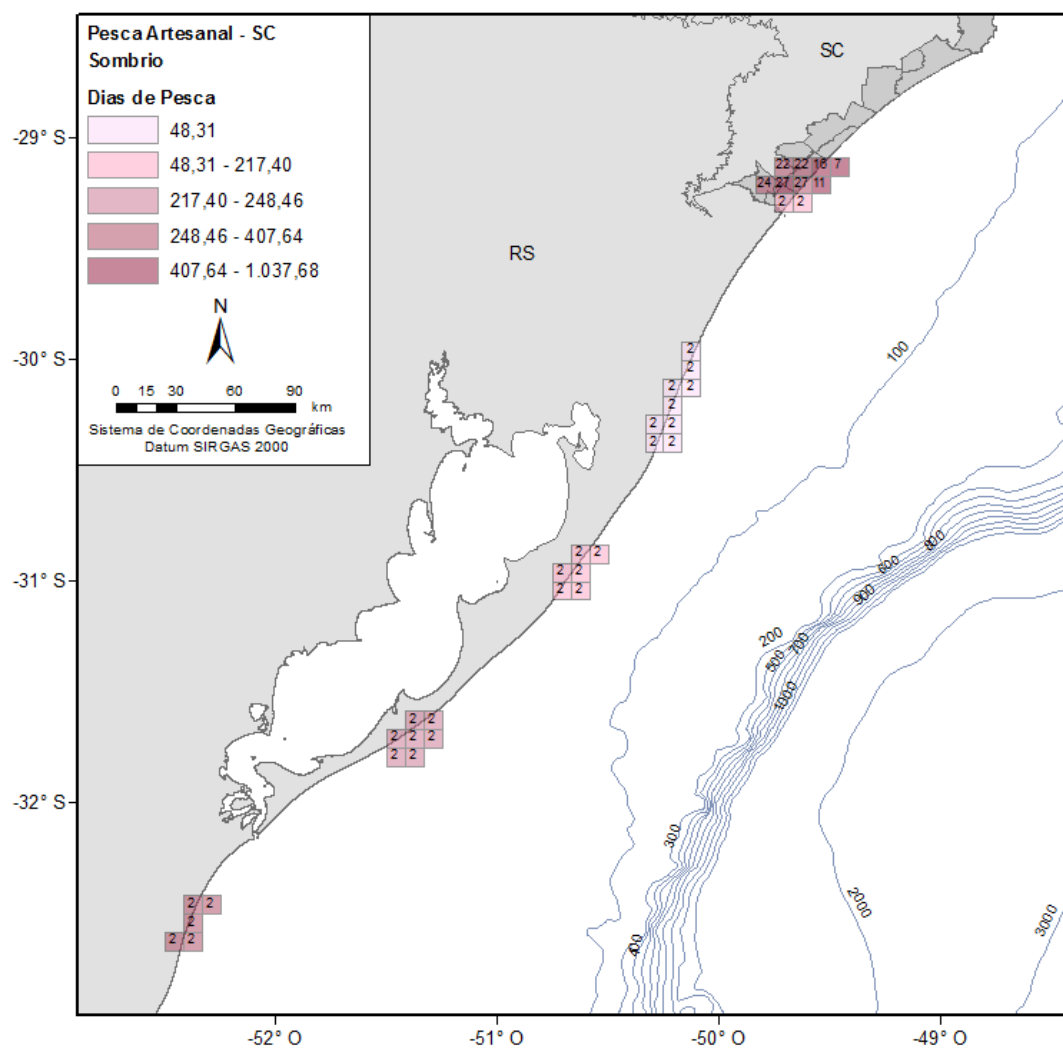 Pesca Artesanal - SC
Sombrio
Dias de Pesca
48,31
48,31 - 217,40
217,40 - 248,46
248,46 - 407,64
407,64 - 1.037,68
N
0 15 30 60 90
km
Sistema de Coordenadas Geográficas
Datum SIRGAS 2000
SC
RS
-29° S
-30° S
-31° S
-32° S
22 22 16 7
24 27 27 11
2 2
2
2
2 2
2
2 2
2 2
2 2
2 2
2 2
2 2
2 2 2
2 2
2 2
2
2 2
100
800
600
900
200
700
500
1000
300
400
2000
3000
-52° O
-51° O
-50° O
-49° O